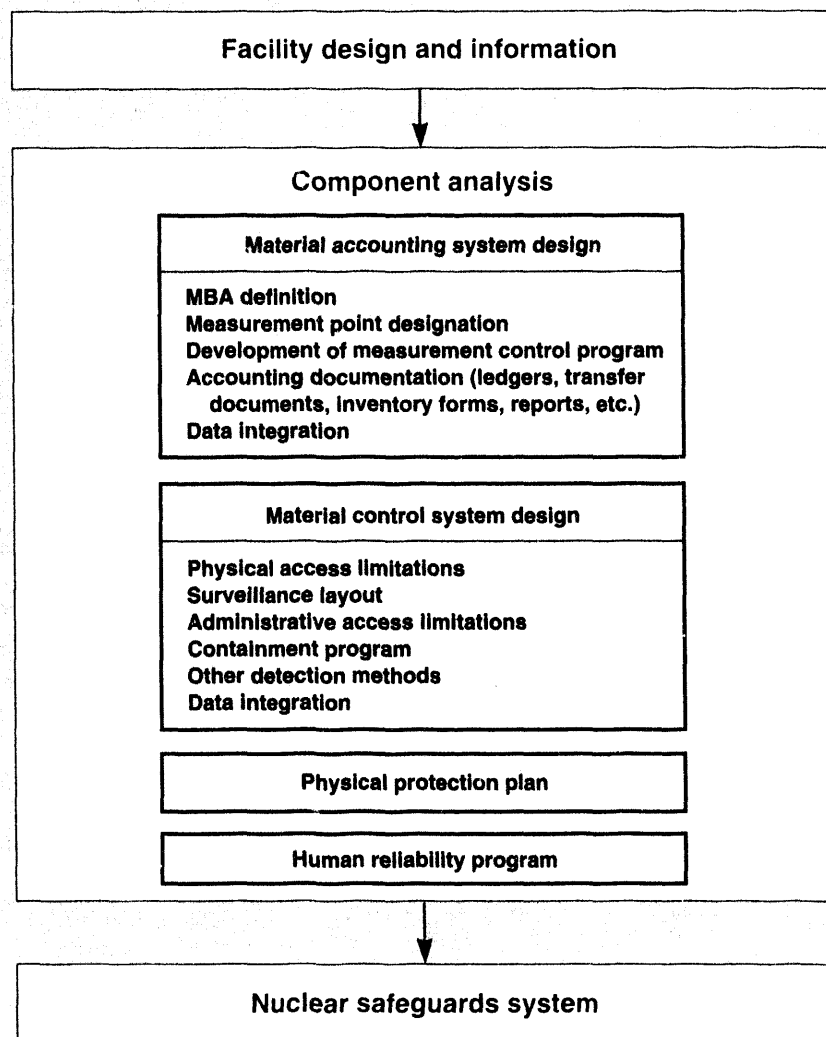 Facility design and information
Component analysis
Material accounting system design
MBA definition
Measurement point designation
Development of measurement control program
Accounting documentation (ledgers, transfer
documents, inventory forms, reports, etc.)
Data integration
Material control system design
Physical access limitations
Surveillance layout
Administrative access limitations
Containment program
Other detection methods
Data integration
Physical protection plan
Human reliability program
Nuclear safeguards system